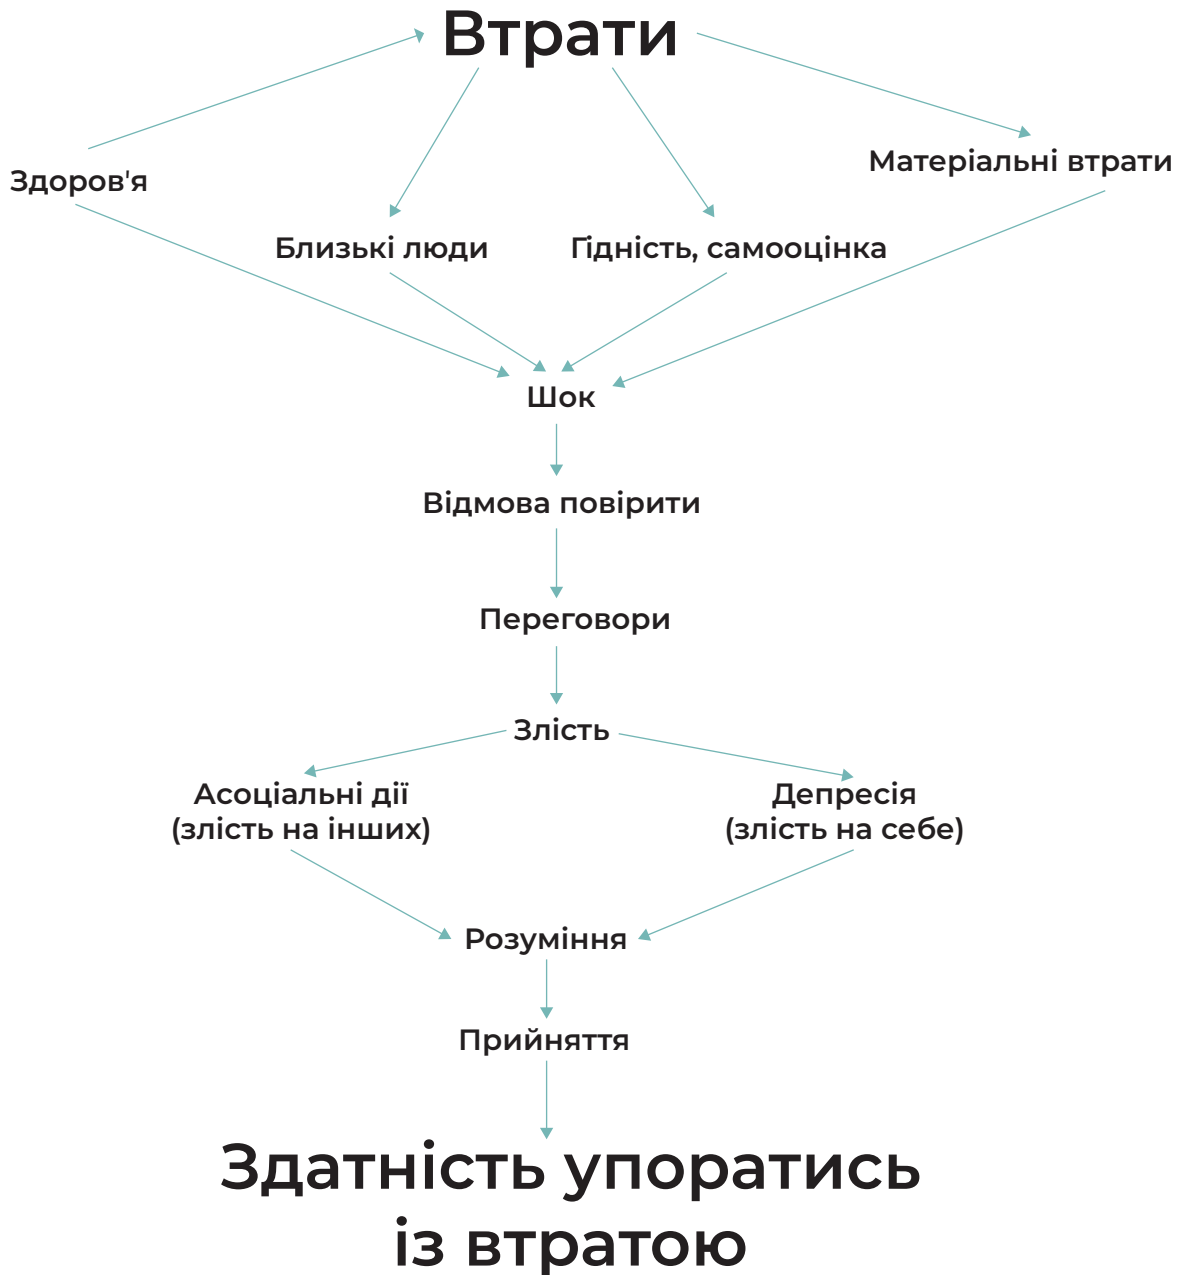 Втрати
Здоров'я
Матеріальні втрати
Близькі люди
Гідність, самооцінка
Шок
Відмова повірити
Переговори
Злість
Асоціальні дії
(злість на інших)
Депресія
(злість на себе)
Розуміння
Прийняття
Здатність упоратись
із втратою